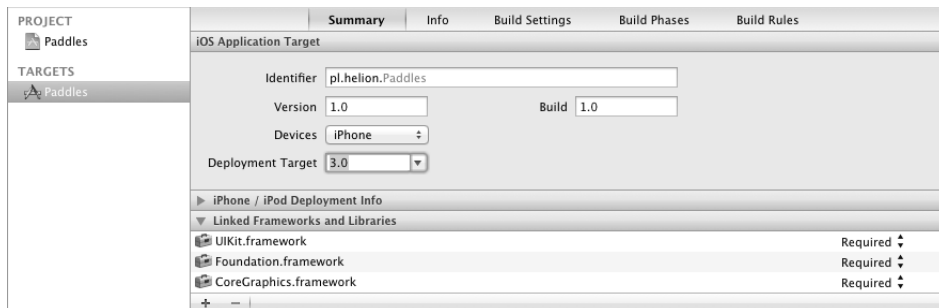 PROJECT
Paddles
TARGETS
Paddles
Summary Info Build Settings Build Phases Build Rules
iOS Application Target
Identifier pl.helion.Paddles
Version 1.0 Build 1.0
Devices iPhone
Deployment Target 3.0
iPhone / iPod Deployment Info
Linked Frameworks and Libraries
UIKit.framework Required
Foundation.framework Required
CoreGraphics.framework Required
+ −